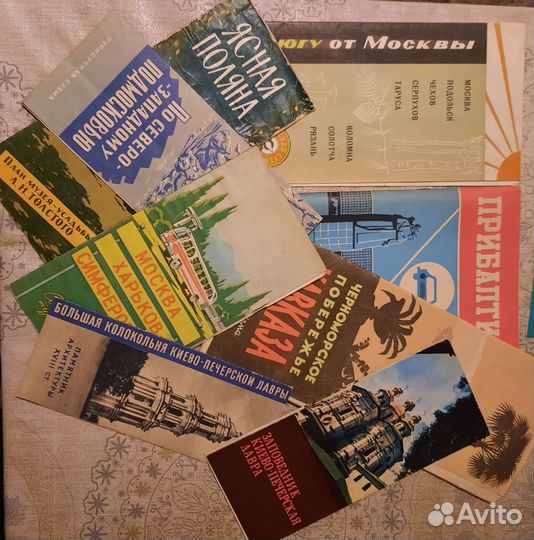 ЮГУ ОТ МОСКВЫ
МОСКВА
ПОДОЛЬСК
ЧЕХОВ
СЕРПУХОВ
ТАРУСА
КОЛОМНА
СОЛОТЧА
РЯЗАНЬ
ЯСНАЯ
ПОЛЯНА
ТУРИСТСКАЯ СХЕМА
ПО СЕВЕРО-
-ЗАПАДНОМУ
ПОДМОСКОВЬЮ
ПЛАН МУЗЕЯ-УСАДЬБЫ
Л.Н.ТОЛСТОГО
МОСКВА
ХАРЬКОВ
СИМФЕРО
ПРИБАЛТИ
ЧЕРНОМОРСКОЕ
ПОБЕРЕЖЬЕ
КАВКАЗА
БОЛЬШАЯ КОЛОКОЛЬНЯ КИЕВО-ПЕЧЕРСКОЙ ЛАВРЫ
ПАМЯТНИК
АРХИТЕКТУРЫ
XVIII СТ.
ЗАПОВЕДНИК
КИЕВО-ПЕЧЕРСКАЯ
ЛАВРА
Avito